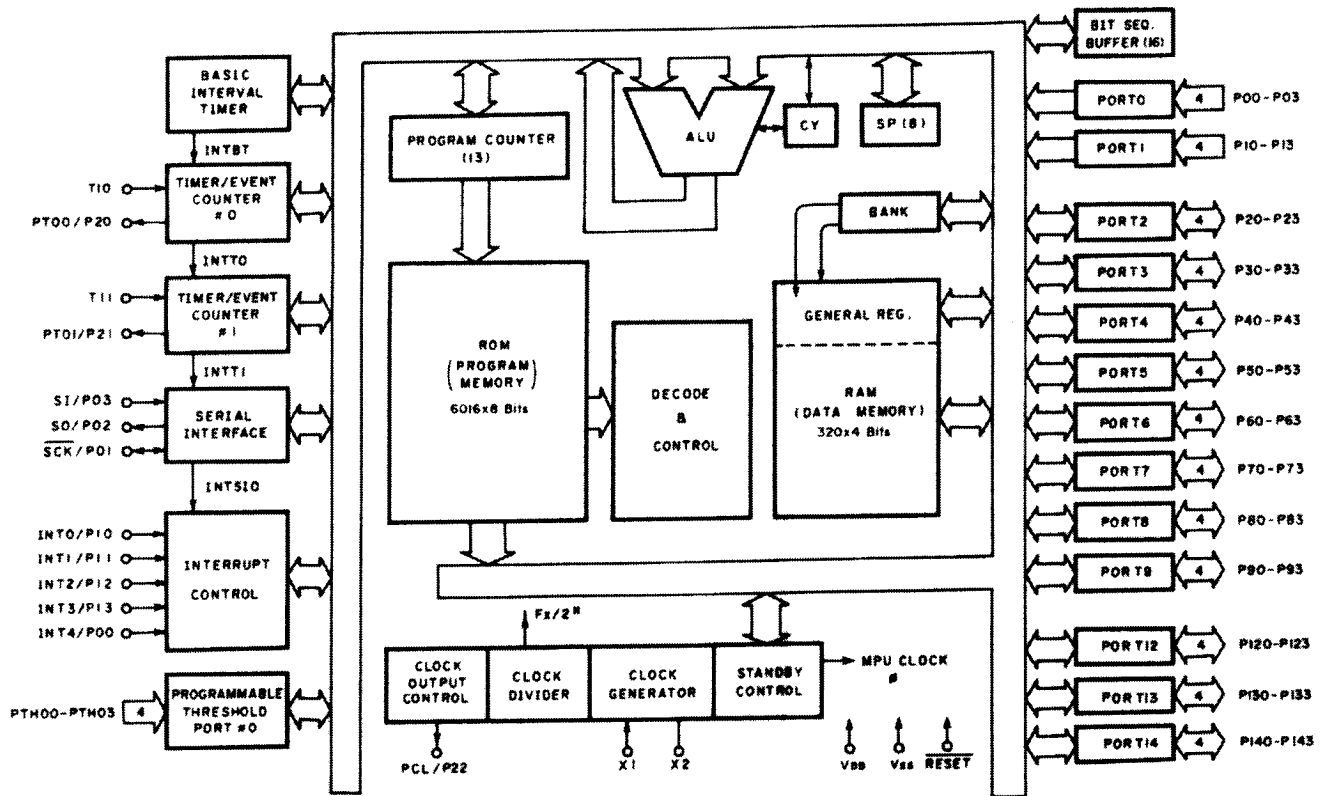 BASIC
INTERVAL
TIMER
INTBT
TI0
PTO0/P20
TIMER/EVENT
COUNTER
#0
INTT0
TI1
PTO1/P21
TIMER/EVENT
COUNTER
#1
INTT1
SI/P03
SO/P02
SCK/P01
SERIAL
INTERFACE
INTSIO
INT0/P10
INT1/P11
INT2/P12
INT3/P13
INT4/P00
INTERRUPT
CONTROL
PTH00-PTH03
4
PROGRAMMABLE
THRESHOLD
PORT #0
PROGRAM COUNTER
(13)
ALU
CY
SP (8)
BANK
ROM
(PROGRAM MEMORY)
6016x8 Bits
DECODE
&
CONTROL
GENERAL REG.
RAM
(DATA MEMORY)
320x4 Bits
Fx/2ᴺ
CLOCK
OUTPUT
CONTROL
CLOCK
DIVIDER
CLOCK
GENERATOR
STANDBY
CONTROL
MPU CLOCK
PCL/P22
X1
X2
Vss
RESET
BIT SEQ.
BUFFER (16)
PORT0 4 P00-P03
PORT1 4 P10-P13
PORT2 4 P20-P23
PORT3 4 P30-P33
PORT4 4 P40-P43
PORT5 4 P50-P53
PORT6 4 P60-P63
PORT7 4 P70-P73
PORT8 4 P80-P83
PORT9 4 P90-P93
PORT12 4 P120-P123
PORT13 4 P130-P133
PORT14 4 P140-P143